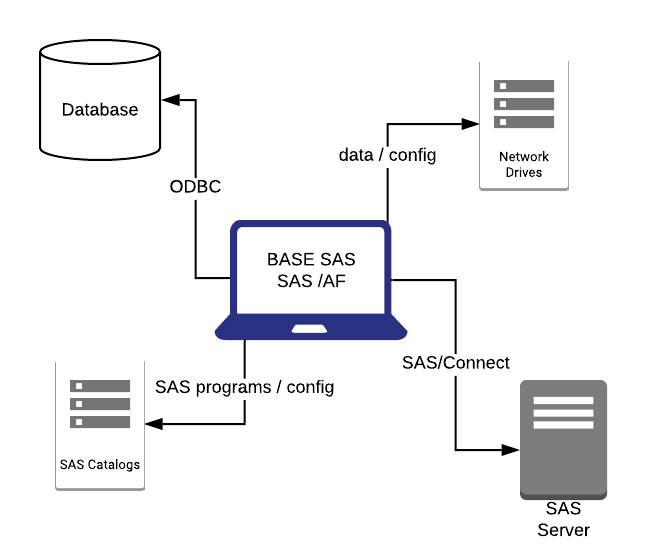 Database
Network
Drives
data / config
ODBC
BASE SAS
SAS /AF
SAS/Connect
SAS programs / config
SAS Catalogs
SAS
Server